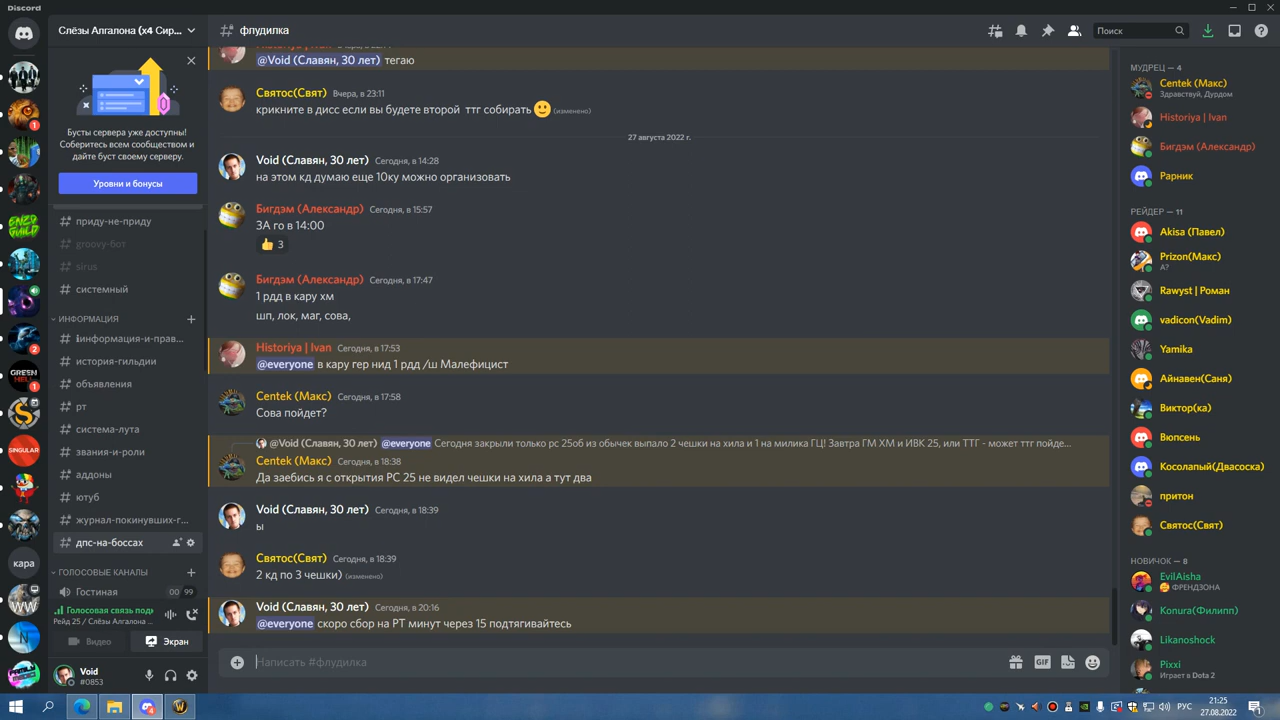 Discord
Слёзы Алгалона (x4 Сир...
флудилка
Поиск
Бусты сервера уже доступны!
Соберитесь всем сообществом и
дайте буст своему серверу.
Уровни и бонусы
приду-не-приду
groovy-бот
sirus
системный
ИНФОРМАЦИЯ
информация-и-прав...
история-гильдии
объявления
рт
система-лута
звания-и-роли
аддоны
ютуб
журнал-покинувших-г...
дпс-на-боссах
ГОЛОСОВЫЕ КАНАЛЫ
Гостиная 00 99
Голосовая связь подк
Рейд 25 / Слёзы Алгалона ...
Видео
Экран
Void
#0853
@Void (Славян, 30 лет) тегаю
Святос(Свят) Вчера, в 23:11
крикните в дисс если вы будете второй ттг собирать (изменено)
27 августа 2022 г.
Void (Славян, 30 лет) Сегодня, в 14:28
на этом кд думаю еще 10ку можно организовать
Бигдэм (Александр) Сегодня, в 15:57
ЗА го в 14:00
3
Бигдэм (Александр) Сегодня, в 17:47
1 рдд в кару хм
шп, лок, маг, сова,
Historiya | Ivan Сегодня, в 17:53
@everyone в кару гер нид 1 рдд /ш Малефицист
Centek (Макс) Сегодня, в 17:58
Сова пойдет?
@Void (Славян, 30 лет) @everyone Сегодня закрыли только рс 25об из обычек выпало 2 чешки на хила и 1 на милика ГЦ! Завтра ГМ ХМ и ИВК 25, или ТТГ - может ттг пойде...
Centek (Макс) Сегодня, в 18:38
Да заебись я с открытия РС 25 не видел чешки на хила а тут два
Void (Славян, 30 лет) Сегодня, в 18:39
ы
Святос(Свят) Сегодня, в 18:39
2 кд по 3 чешки) (изменено)
Void (Славян, 30 лет) Сегодня, в 20:16
@everyone скоро сбор на РТ минут через 15 подтягивайтесь
Написать #флудилка
GIF
МУДРЕЦ — 4
Centek (Макс)
Здравствуй, Дурдом
Historiya | Ivan
Бигдэм (Александр)
Рарник
РЕЙДЕР — 11
Akisa (Павел)
Prizon(Макс)
А?
Rawyst | Роман
vadicon(Vadim)
Yamika
Айнавен(Саня)
Виктор(ка)
Вюпсень
Косолапый(Двасоска)
притон
Святос(Свят)
НОВИЧОК — 8
EvilAisha
ФРЕНДЗОНА
Konura(Филипп)
Likanoshock
Pixxi
Играет в Dota 2
ENZO
GUILD
GREEN
HELL
SINGULAR
кара
WW
1
2
1
РУС
21:25
27.08.2022